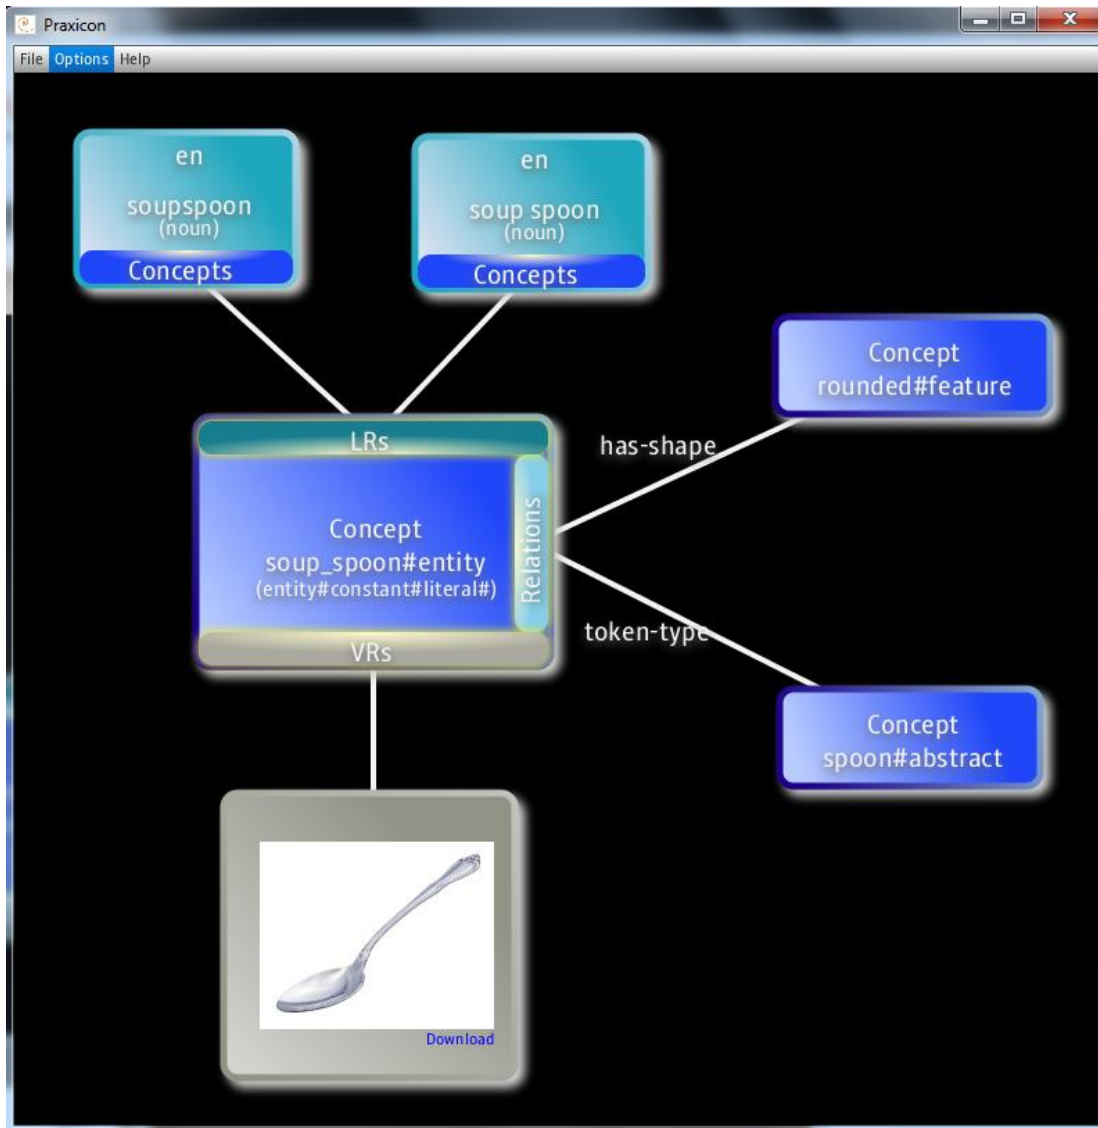 Praxicon
File Options Help
en
soupspoon
(noun)
Concepts
en
soup spoon
(noun)
Concepts
Concept
rounded#feature
has-shape
LRs
Concept
soup_spoon#entity
(entity#constant#literal#)
Relations
token-type
VRs
Concept
spoon#abstract
Download